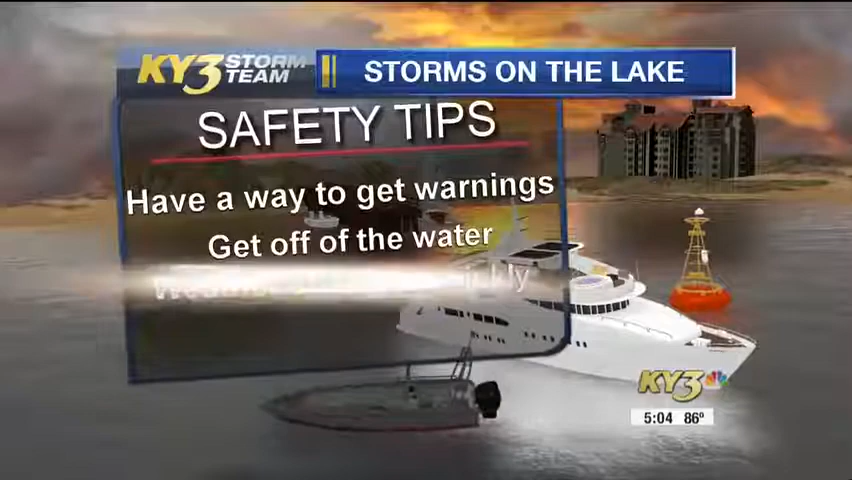 KY3 STORM TEAM
STORMS ON THE LAKE
SAFETY TIPS
Have a way to get warnings
Get off of the water
KY3
5:04 86°